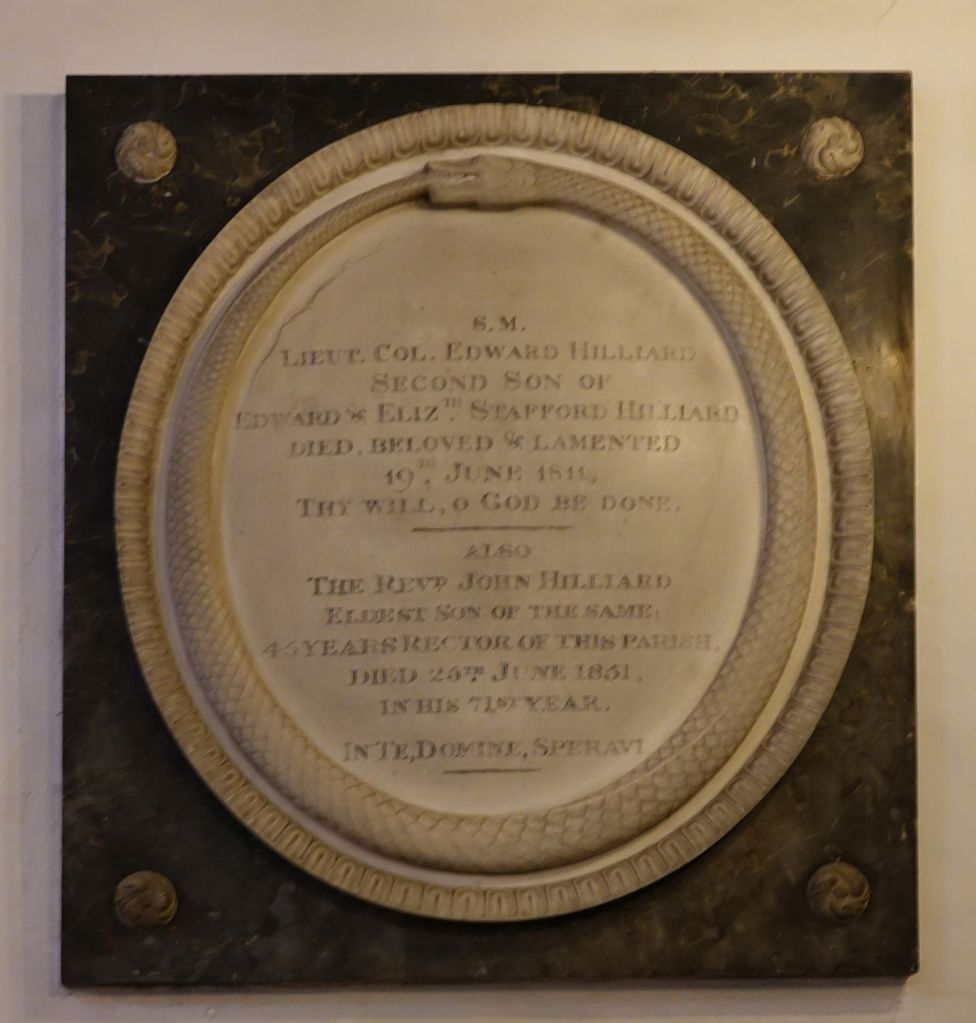 S.M.
LIEUT. COL. EDWARD HILLIARD
SECOND SON OF
EDWARD & ELIZTH. STAFFORD HILLIARD
DIED, BELOVED & LAMENTED
19TH, JUNE 1811,
THY WILL, O GOD BE DONE.
ALSO
THE REVD JOHN HILLIARD
ELDEST SON OF THE SAME;
YEARS RECTOR OF THIS PARISH,
DIED 25TH JUNE 1851,
IN HIS 71ST YEAR.
IN TE, DOMINE, SPERAVI